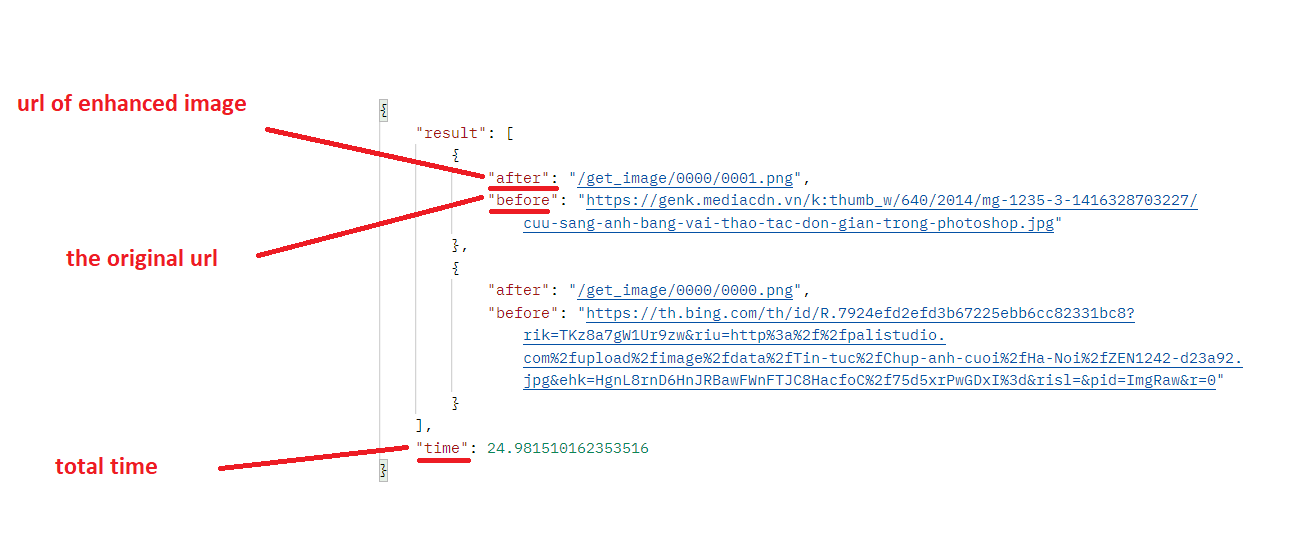 url of enhanced image
{
"result": [
{
"after": "/get_image/0000/0001.png",
"before": "https://genk.mediacdn.vn/k:thumb_w/640/2014/mg-1235-3-1416328703227/
cuu-sang-anh-bang-vai-thao-tac-don-gian-trong-photoshop.jpg"
the original url
},
{
"after": "/get_image/0000/0000.png",
"before": "https://th.bing.com/th/id/R.7924efd2efd3b67225ebb6cc82331bc8?
rik=TKz8a7gW1Ur9zw&riu=http%3a%2f%2fpalistudio.
com%2fupload%2fimage%2fdata%2fTin-tuc%2fChup-anh-cuoi%2fHa-Noi%2fZEN1242-d23a92.
jpg&ehk=HgnL8rnD6HnJRBawFWnFTJC8HacfoC%2f75d5xrPwGDxI%3d&risl=&pid=ImgRaw&r=0"
}
],
"time": 24.981510162353516
total time
}